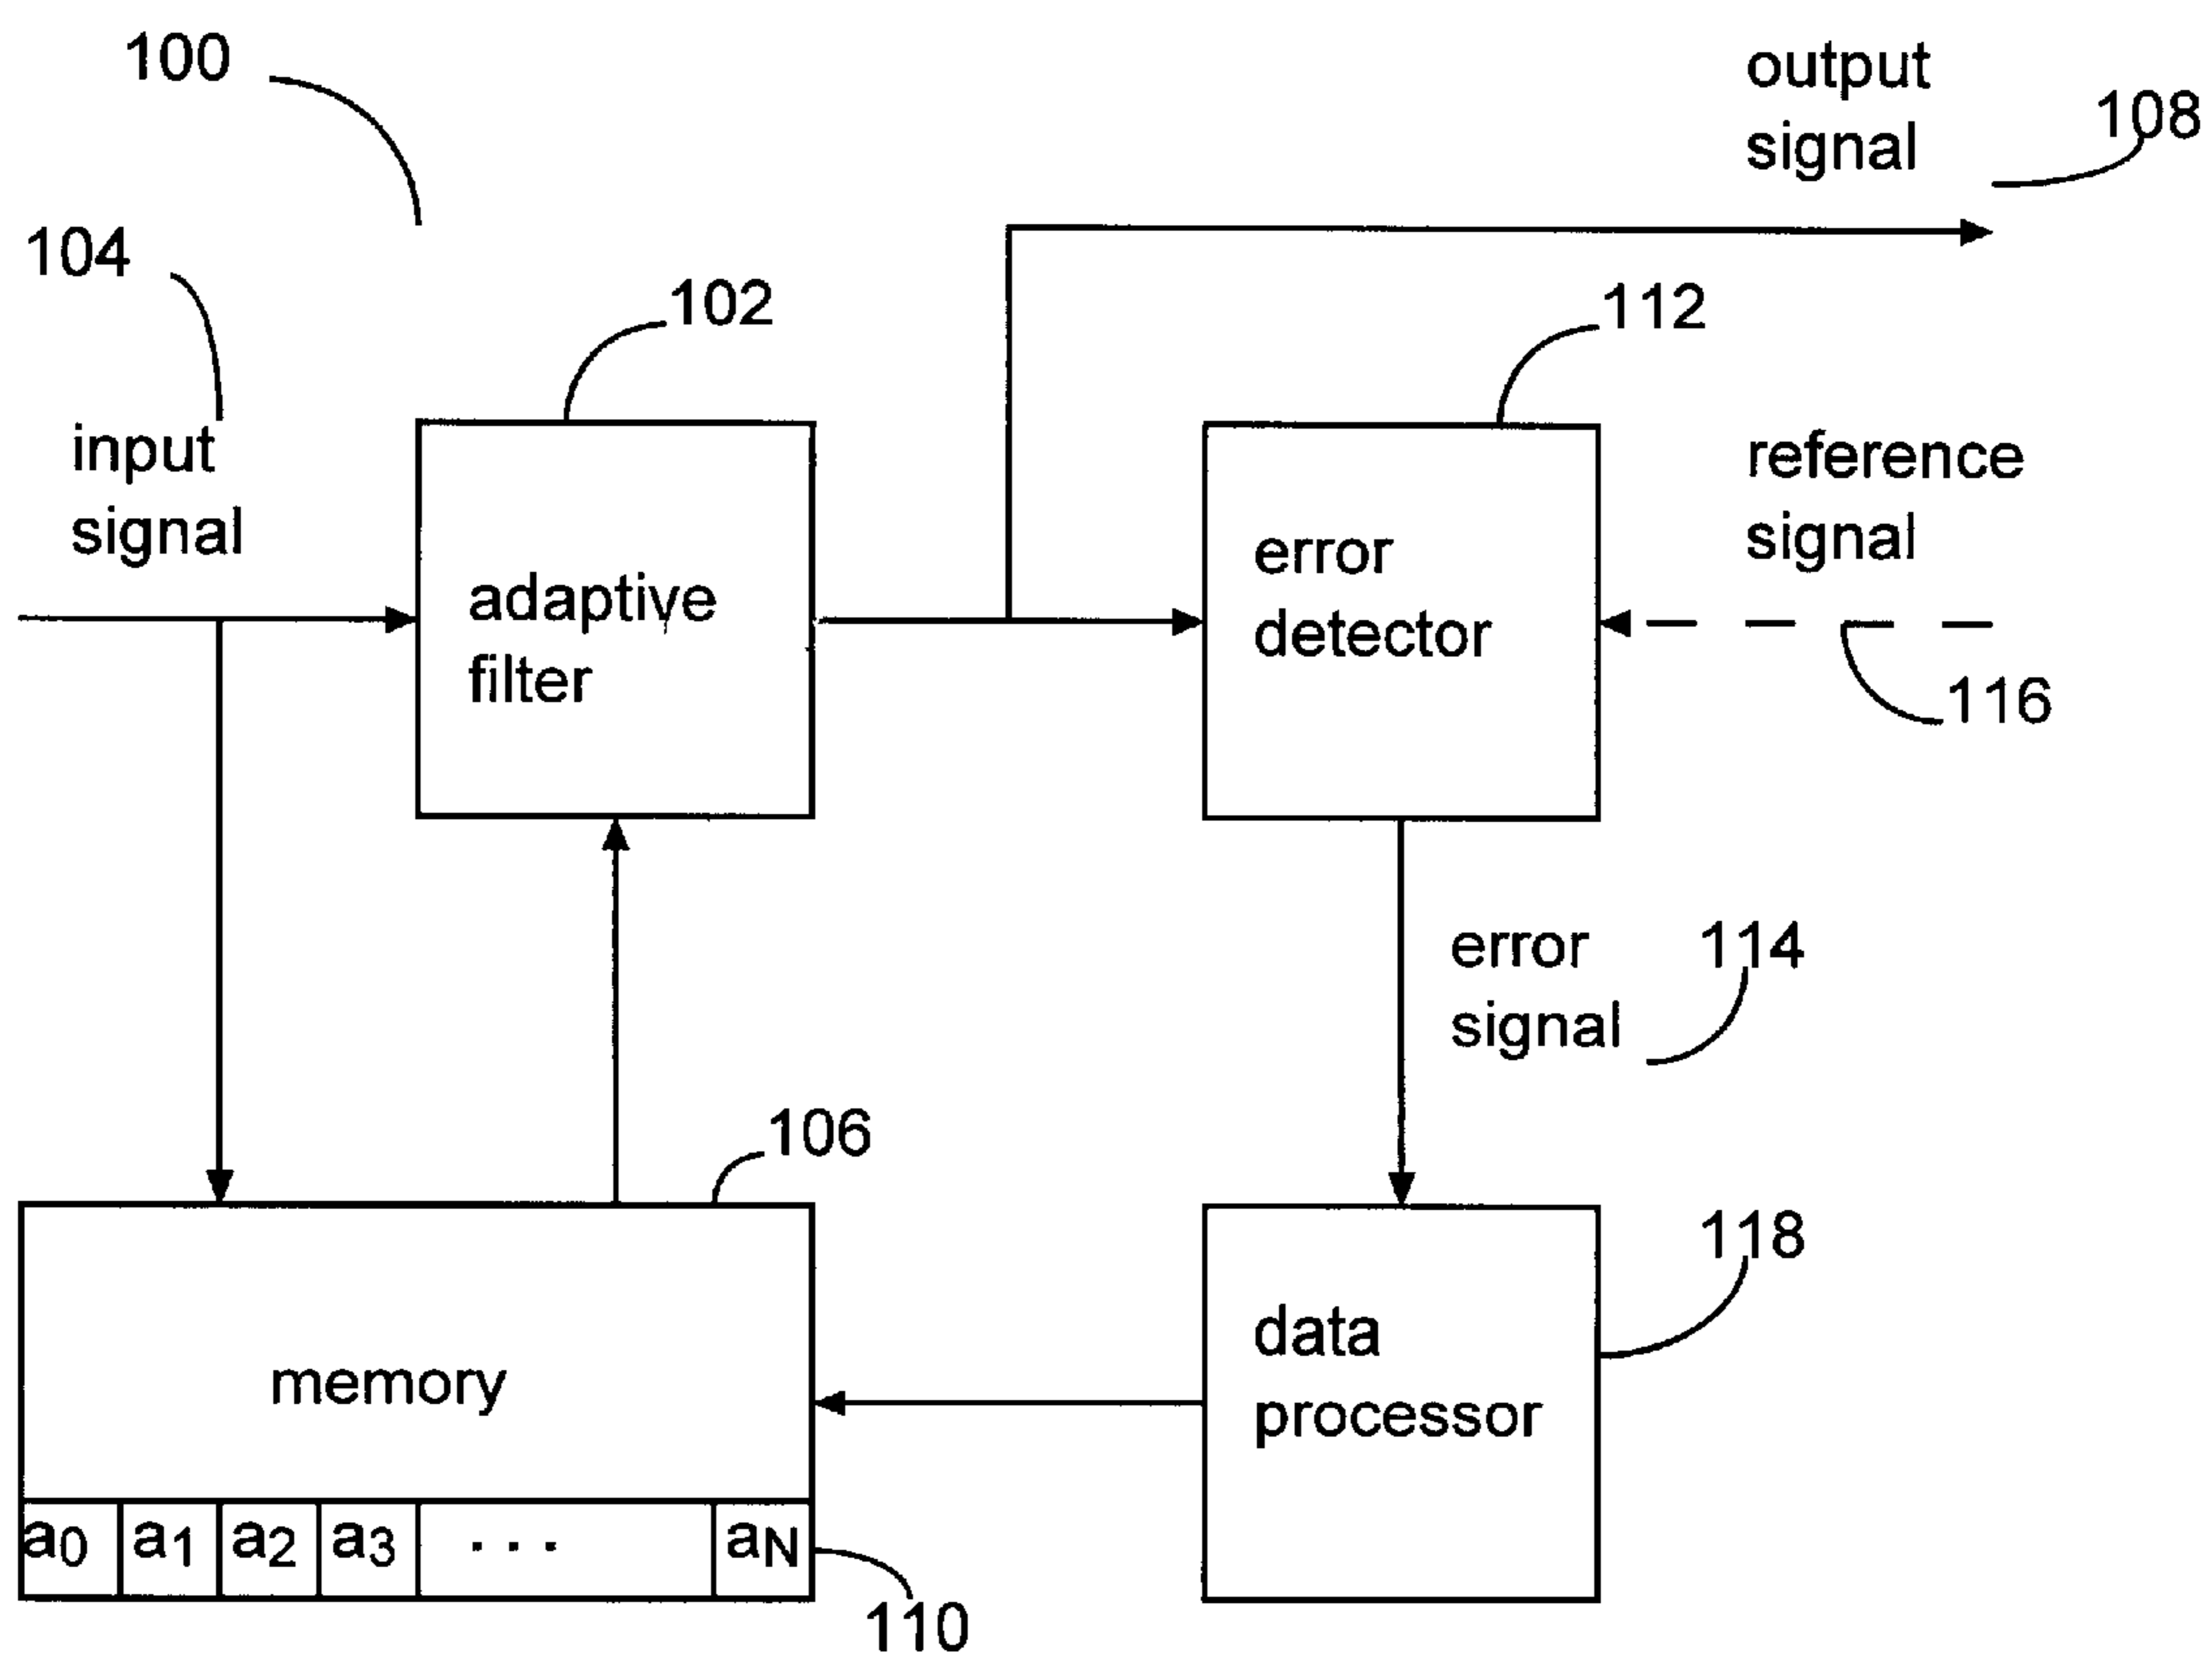 100
output
signal
108
104
102
112
input
signal
reference
signal
adaptive
filter
error
detector
116
error
signal
114
106
118
memory
data
processor
a0 a1 a2 a3 ... aN
110